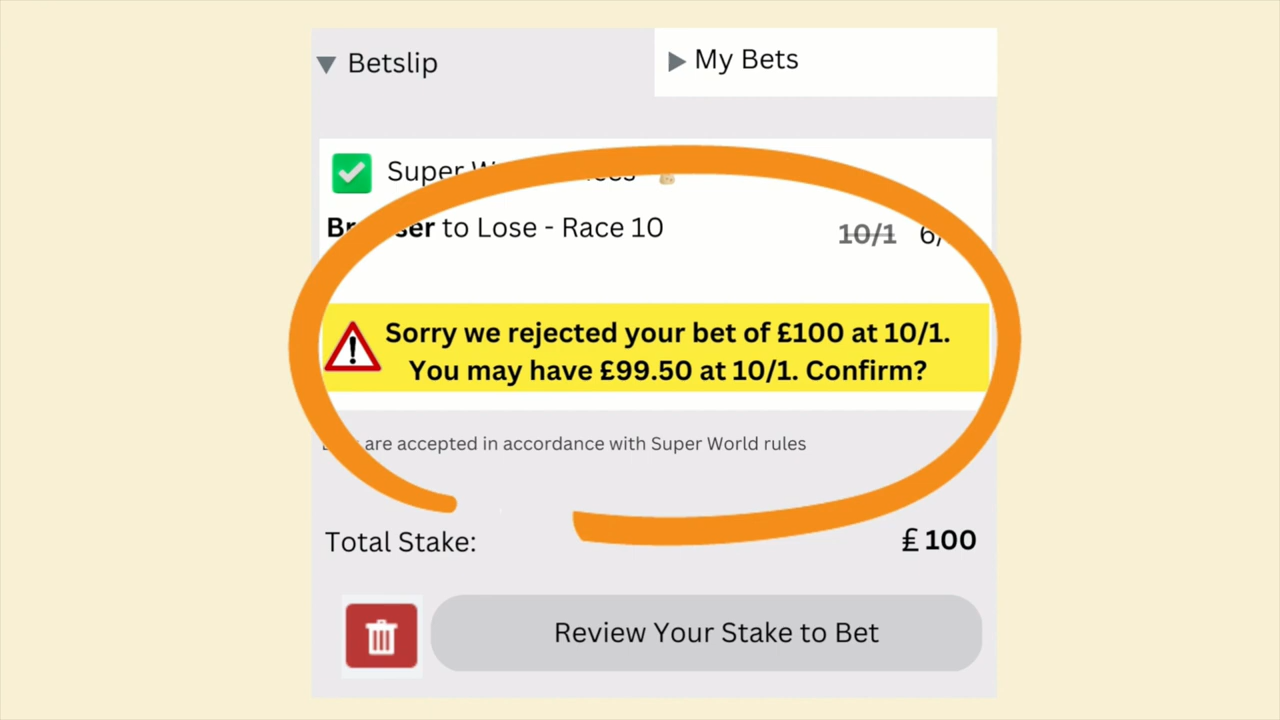 Betslip
My Bets
Super
to Lose - Race 10
10/1 6/
Sorry we rejected your bet of £100 at 10/1.
You may have £99.50 at 10/1. Confirm?
are accepted in accordance with Super World rules
Total Stake:
£ 100
Review Your Stake to Bet